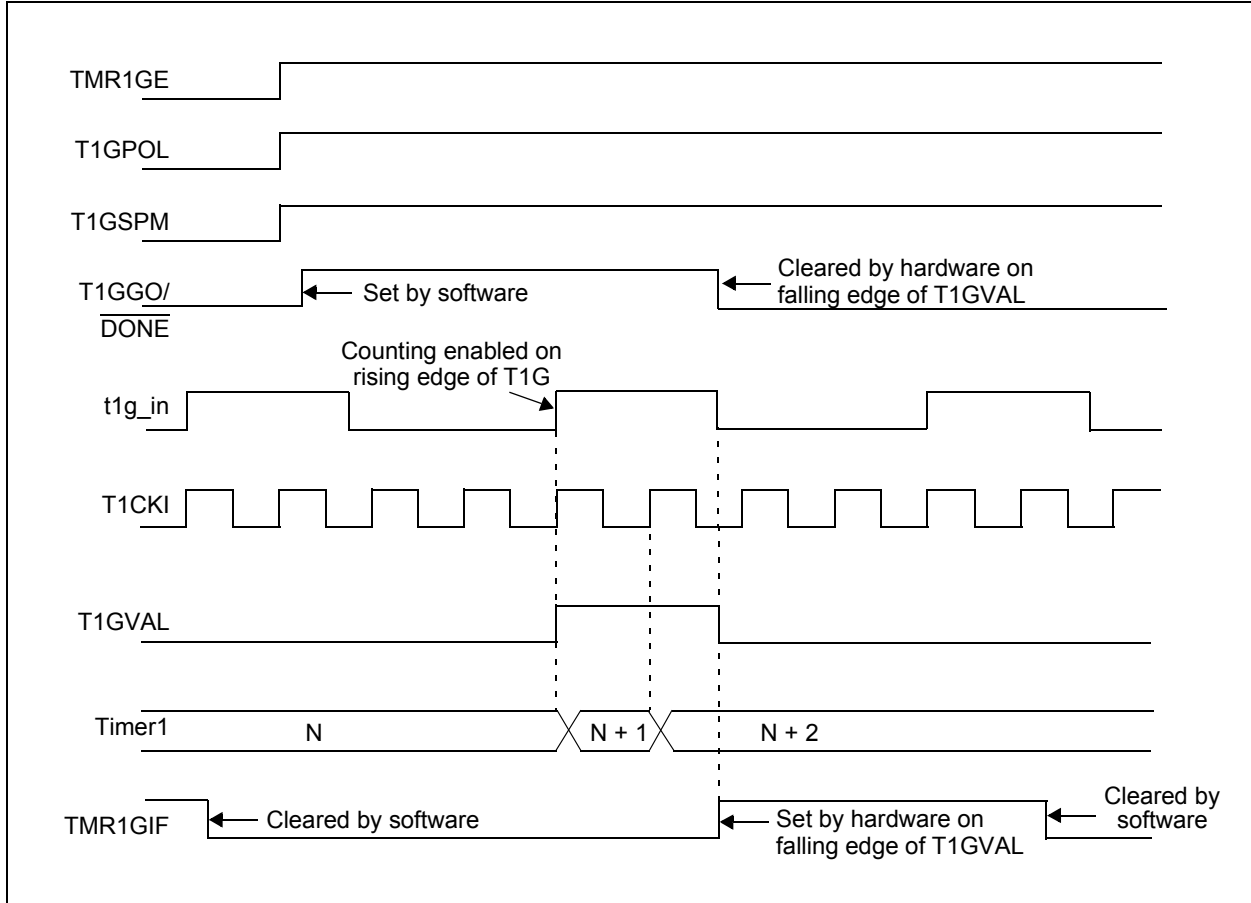 TMR1GE
T1GPOL
T1GSPM
T1GGO/
DONE
Set by software
Cleared by hardware on
falling edge of T1GVAL
Counting enabled on
rising edge of T1G
t1g_in
T1CKI
T1GVAL
Timer1
N
N + 1
N + 2
TMR1GIF
Cleared by software
Set by hardware on
falling edge of T1GVAL
Cleared by
software